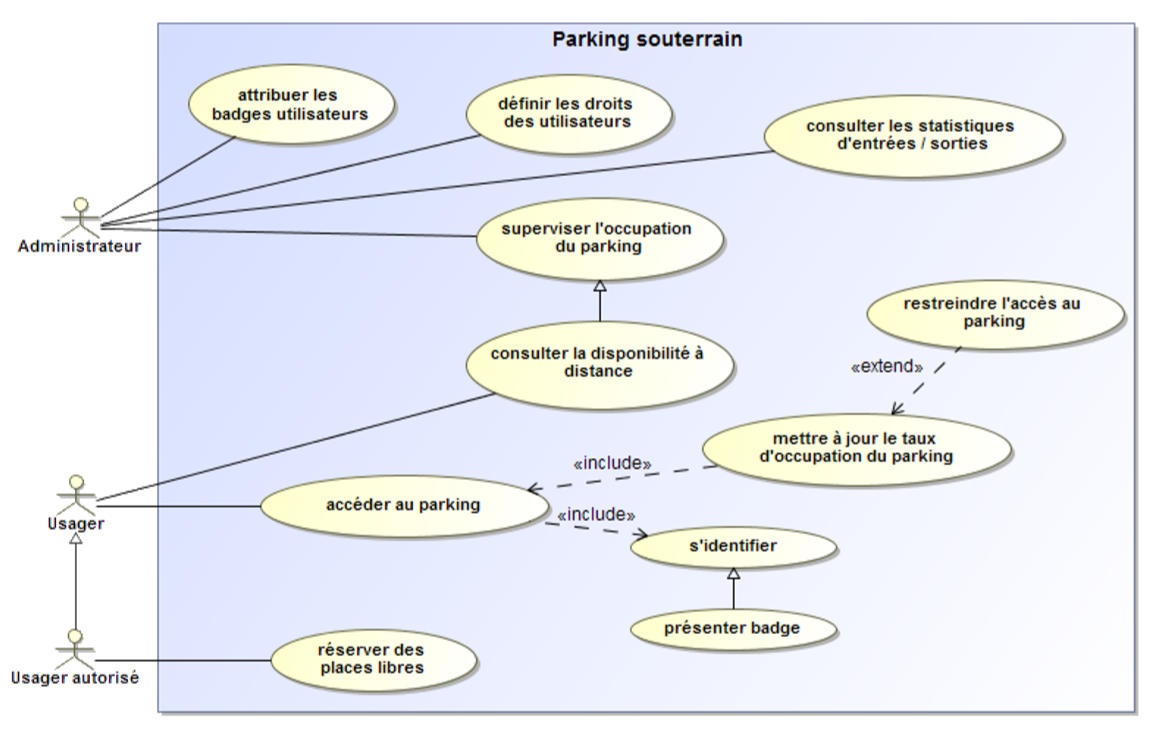 Parking souterrain
attribuer les
badges utilisateurs
définir les droits
des utilisateurs
consulter les statistiques
d'entrées / sorties
Administrateur
superviser l'occupation
du parking
restreindre l'accès au
parking
consulter la disponibilité à
distance
«extend»
mettre à jour le taux
d'occupation du parking
«include»
accéder au parking
Usager
«include»
s'identifier
présenter badge
réserver des
places libres
Usager autorisé